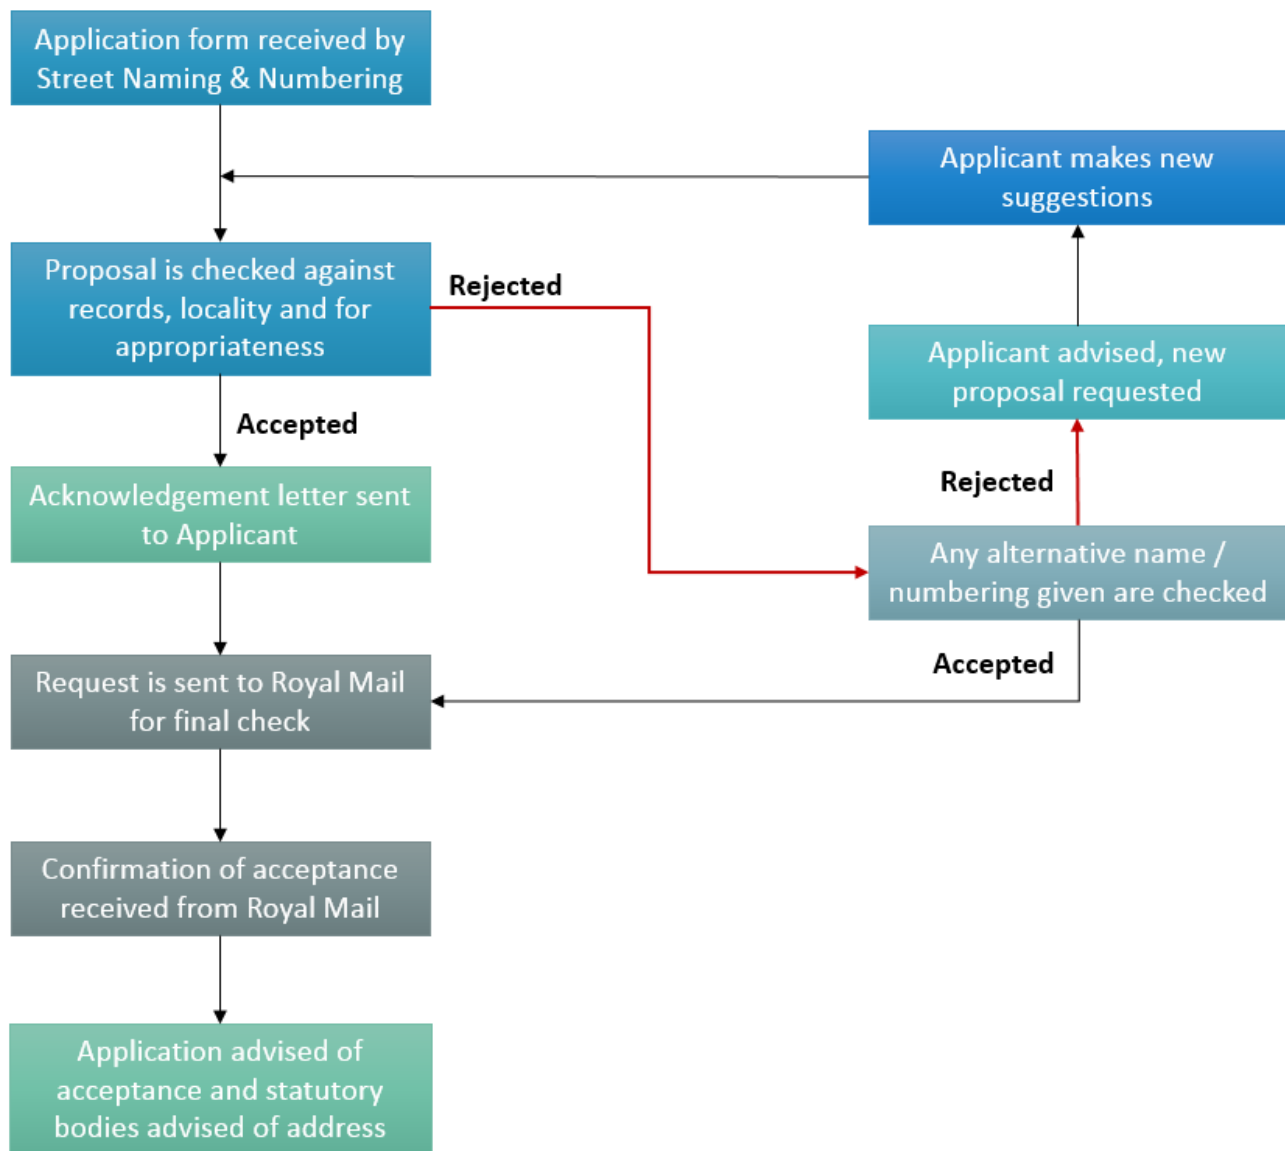 Application form received by
Street Naming & Numbering
Applicant makes new
suggestions
Proposal is checked against
records, locality and for
appropriateness
Rejected
Applicant advised, new
proposal requested
Accepted
Acknowledgement letter sent
to Applicant
Rejected
Any alternative name /
numbering given are checked
Accepted
Request is sent to Royal Mail
for final check
Confirmation of acceptance
received from Royal Mail
Application advised of
acceptance and statutory
bodies advised of address